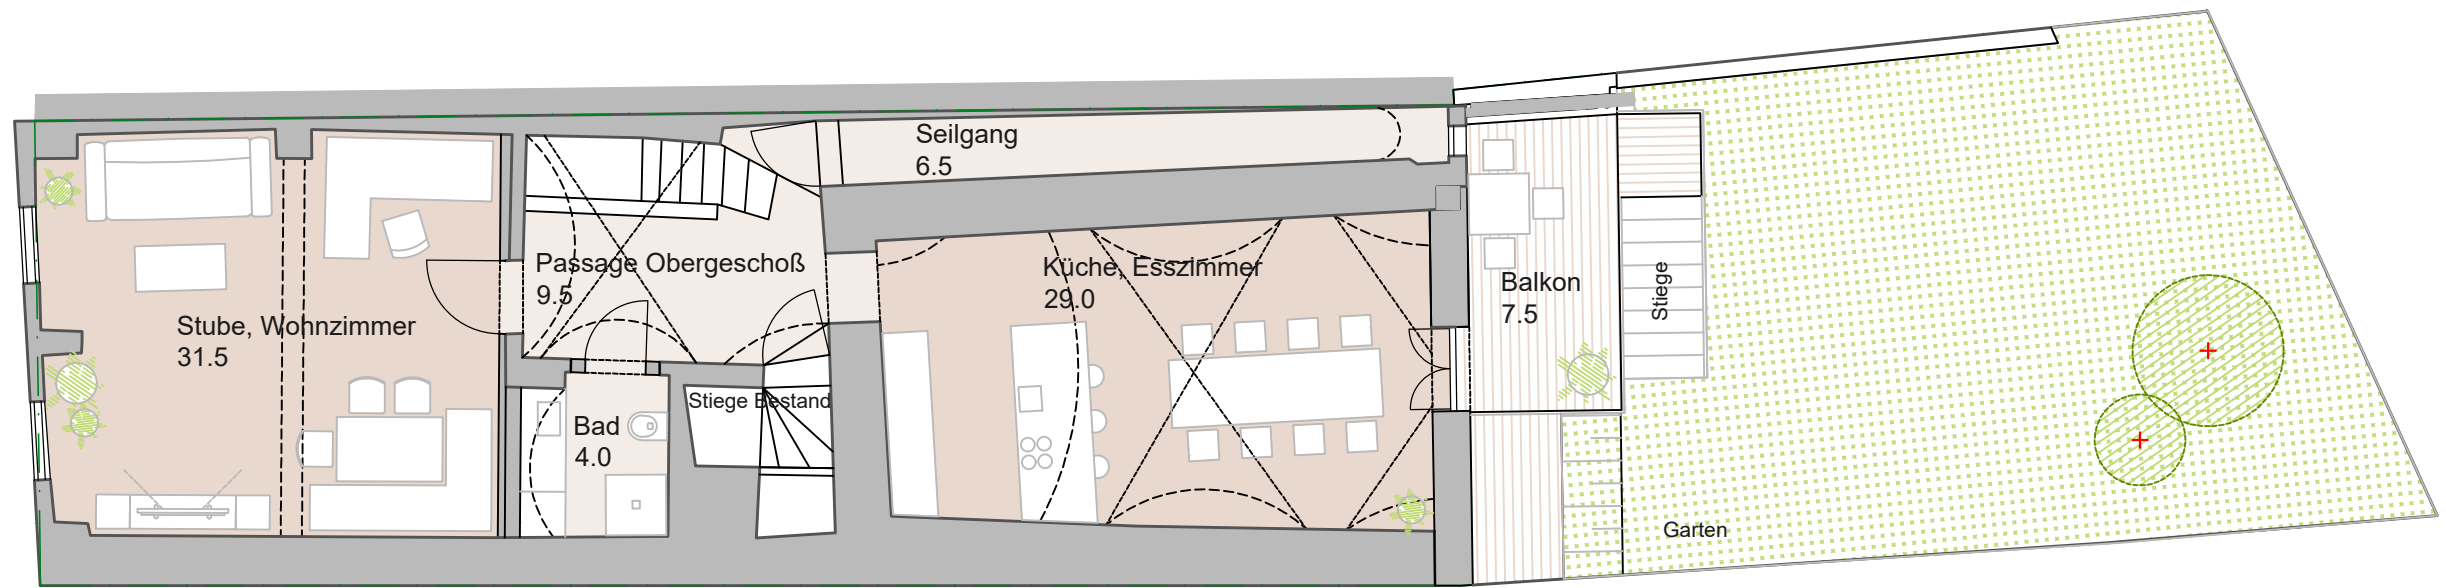 Seilgang
6.5
Passage Obergeschoß
9.5
Küche, Esszimmer
29.0
Balkon
7.5
Stiege
Stube, Wohnzimmer
31.5
Stiege Bestand
Bad
4.0
Garten